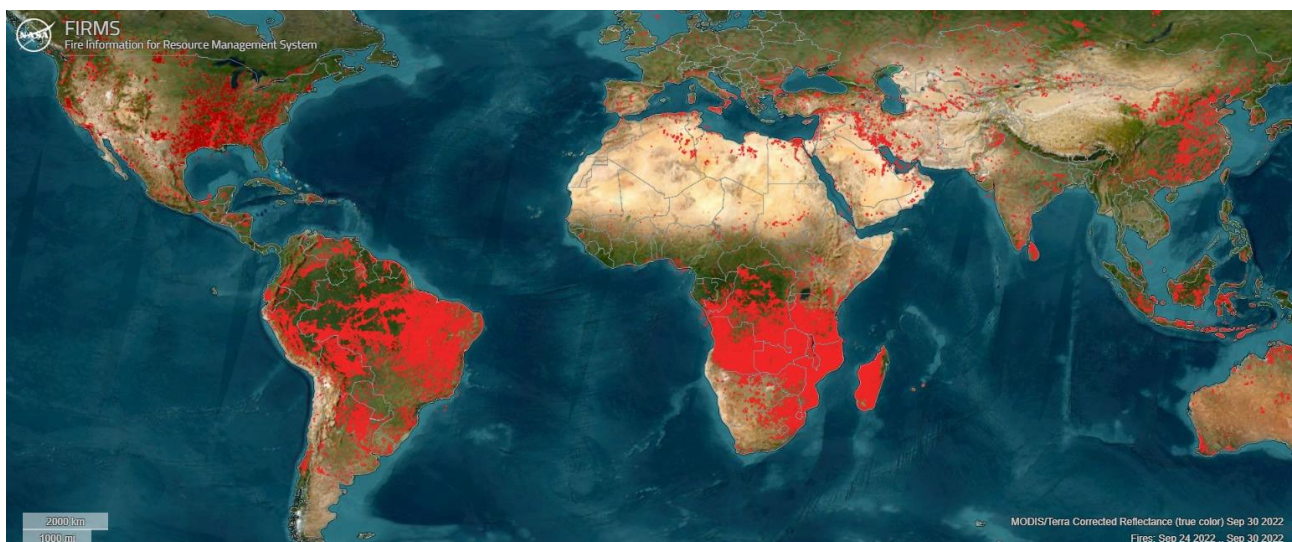 NASA
FIRMS
Fire Information for Resource Management System
2000 km
1000 mi
MODIS/Terra Corrected Reflectance (true color) Sep 30 2022
Fires: Sep 24 2022 .. Sep 30 2022